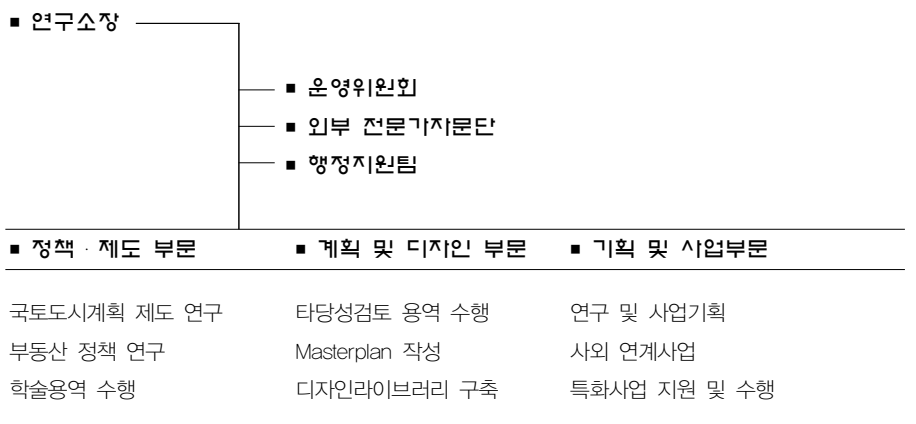 ■ 연구소장
■ 운영위원회
■ 외부 전문가자문단
■ 행정지원팀
■ 정책 · 제도 부문 ■ 계획 및 디자인 부문 ■ 기획 및 사업부문
국토도시계획 제도 연구 타당성검토 용역 수행 연구 및 사업기획
부동산 정책 연구 Masterplan 작성 사외 연계사업
학술용역 수행 디자인라이브러리 구축 특화사업 지원 및 수행